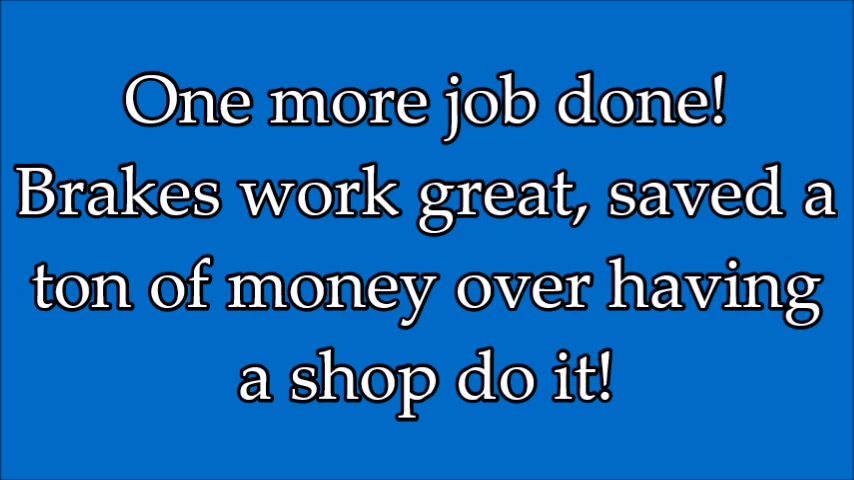 One more job done!
Brakes work great, saved a
ton of money over having
a shop do it!